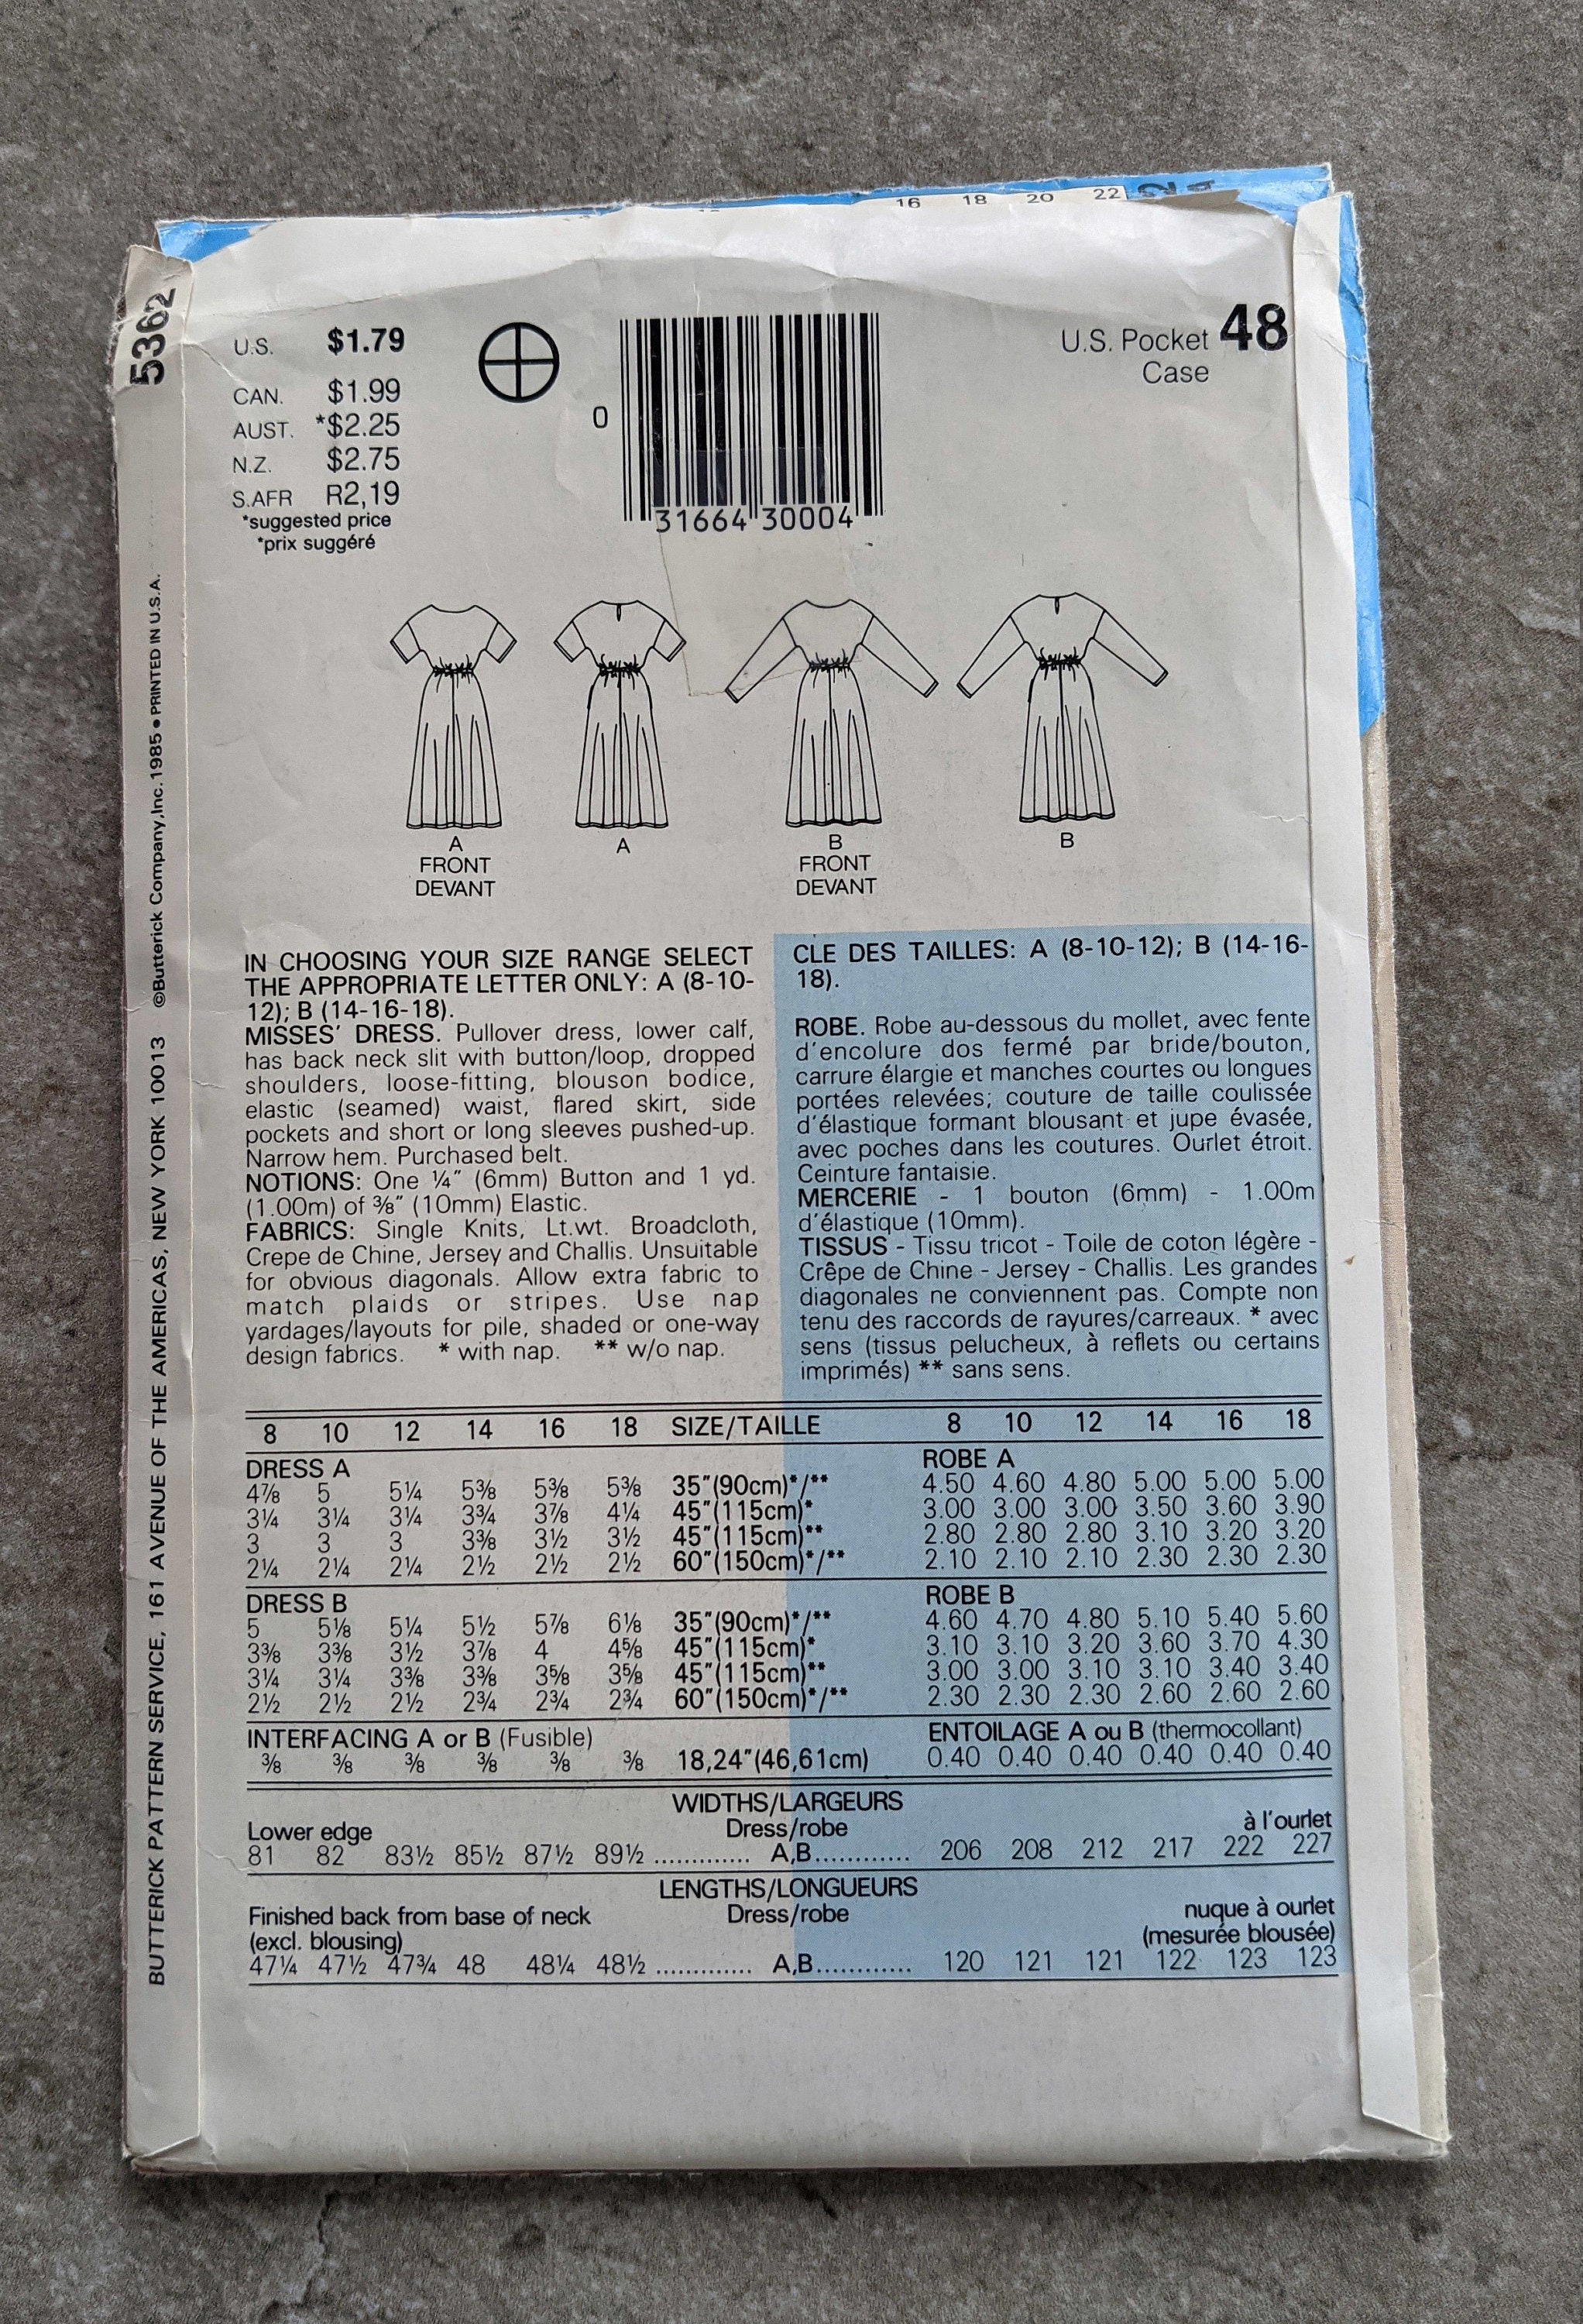 16 18 20 22
5362
U.S. $1.79
CAN. $1.99
AUST. *$2.25
N.Z. $2.75
S.AFR R2,19
*suggested price
*prix suggéré
0 31664 30004
U.S. Pocket 48
Case
A
FRONT
DEVANT
A
B
FRONT
DEVANT
B
BUTTERICK PATTERN SERVICE, 161 AVENUE OF THE AMERICAS, NEW YORK 10013 ©Butterick Company, Inc. 1985 ● PRINTED IN U.S.A.
IN CHOOSING YOUR SIZE RANGE SELECT
THE APPROPRIATE LETTER ONLY: A (8-10-
12); B (14-16-18).
MISSES' DRESS. Pullover dress, lower calf,
has back neck slit with button/loop, dropped
shoulders, loose-fitting, blouson bodice,
elastic (seamed) waist, flared skirt, side
pockets and short or long sleeves pushed-up.
Narrow hem. Purchased belt.
NOTIONS: One ¼" (6mm) Button and 1 yd.
(1.00m) of ⅜" (10mm) Elastic.
FABRICS: Single Knits, Lt.wt. Broadcloth,
Crepe de Chine, Jersey and Challis. Unsuitable
for obvious diagonals. Allow extra fabric to
match plaids or stripes. Use nap
yardages/layouts for pile, shaded or one-way
design fabrics. * with nap. ** w/o nap.
CLE DES TAILLES: A (8-10-12); B (14-16-
18).
ROBE. Robe au-dessous du mollet, avec fente
d'encolure dos fermé par bride/bouton,
carrure élargie et manches courtes ou longues
portées relevées; couture de taille coulissée
d'élastique formant blousant et jupe évasée,
avec poches dans les coutures. Ourlet étroit.
Ceinture fantaisie.
MERCERIE - 1 bouton (6mm) - 1.00m
d'élastique (10mm).
TISSUS - Tissu tricot - Toile de coton légère -
Crêpe de Chine - Jersey - Challis. Les grandes
diagonales ne conviennent pas. Compte non
tenu des raccords de rayures/carreaux. * avec
sens (tissus pelucheux, à reflets ou certains
imprimés) ** sans sens.
8 10 12 14 16 18 SIZE/TAILLE 8 10 12 14 16 18
DRESS A ROBE A
4⅞ 5 5¼ 5⅜ 5⅜ 5⅜ 35"(90cm)*/** 4.50 4.60 4.80 5.00 5.00 5.00
3¼ 3¼ 3¼ 3¾ 3⅞ 4¼ 45"(115cm)* 3.00 3.00 3.00 3.50 3.60 3.90
3 3 3 3⅜ 3½ 3½ 45"(115cm)** 2.80 2.80 2.80 3.10 3.20 3.20
2¼ 2¼ 2¼ 2½ 2½ 2½ 60"(150cm)*/** 2.10 2.10 2.10 2.30 2.30 2.30
DRESS B ROBE B
5 5⅛ 5¼ 5½ 5⅞ 6⅛ 35"(90cm)*/** 4.60 4.70 4.80 5.10 5.40 5.60
3⅜ 3⅜ 3½ 3⅞ 4 4⅝ 45"(115cm)* 3.10 3.10 3.20 3.60 3.70 4.30
3¼ 3¼ 3⅜ 3⅜ 3⅝ 3⅝ 45"(115cm)** 3.00 3.00 3.10 3.10 3.40 3.40
2½ 2½ 2½ 2¾ 2¾ 2¾ 60"(150cm)*/** 2.30 2.30 2.30 2.60 2.60 2.60
INTERFACING A or B (Fusible) ENTOILAGE A ou B (thermocollant)
⅜ ⅜ ⅜ ⅜ ⅜ ⅜ 18,24"(46,61cm) 0.40 0.40 0.40 0.40 0.40 0.40
WIDTHS/LARGEURS
Lower edge Dress/robe à l'ourlet
81 82 83½ 85½ 87½ 89½ ............. A,B............ 206 208 212 217 222 227
LENGTHS/LONGUEURS
Finished back from base of neck Dress/robe nuque à ourlet
(excl. blousing) (mesurée blousée)
47¼ 47½ 47¾ 48 48¼ 48½ ............. A,B............ 120 121 121 122 123 123